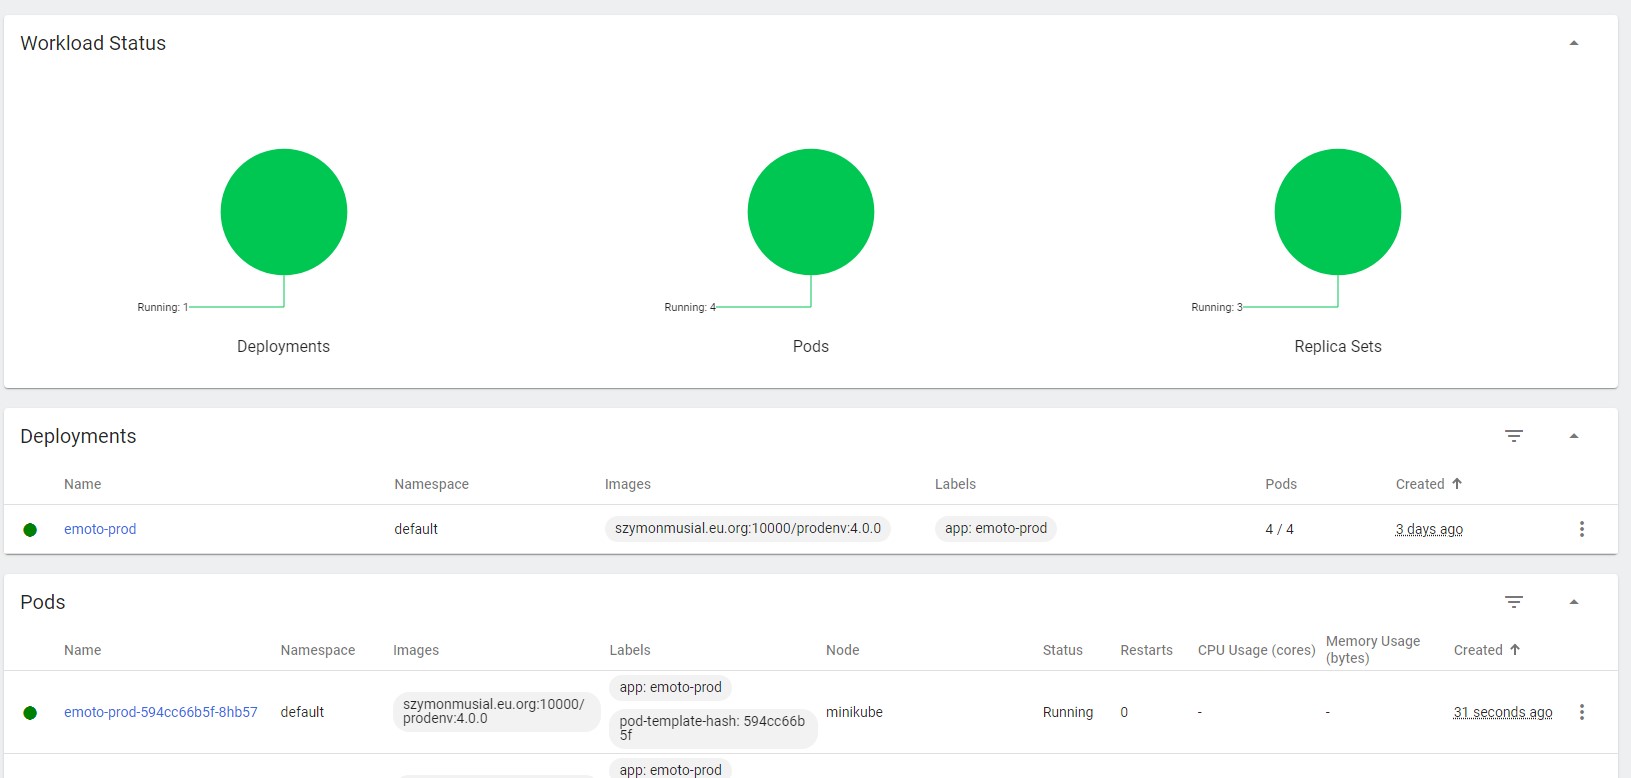 Workload Status
Running: 1
Running: 4
Running: 3
Deployments
Pods
Replica Sets
Deployments
Name Namespace Images Labels Pods Created
emoto-prod default szymonmusial.eu.org:10000/prodenv:4.0.0 app: emoto-prod 4 / 4 3 days ago
Pods
Name Namespace Images Labels Node Status Restarts CPU Usage (cores) Memory Usage
(bytes) Created
app: emoto-prod
emoto-prod-594cc66b5f-8hb57 default szymonmusial.eu.org:10000/
prodenv:4.0.0
pod-template-hash: 594cc66b
5f
minikube Running 0 - - 31 seconds ago
app: emoto-prod